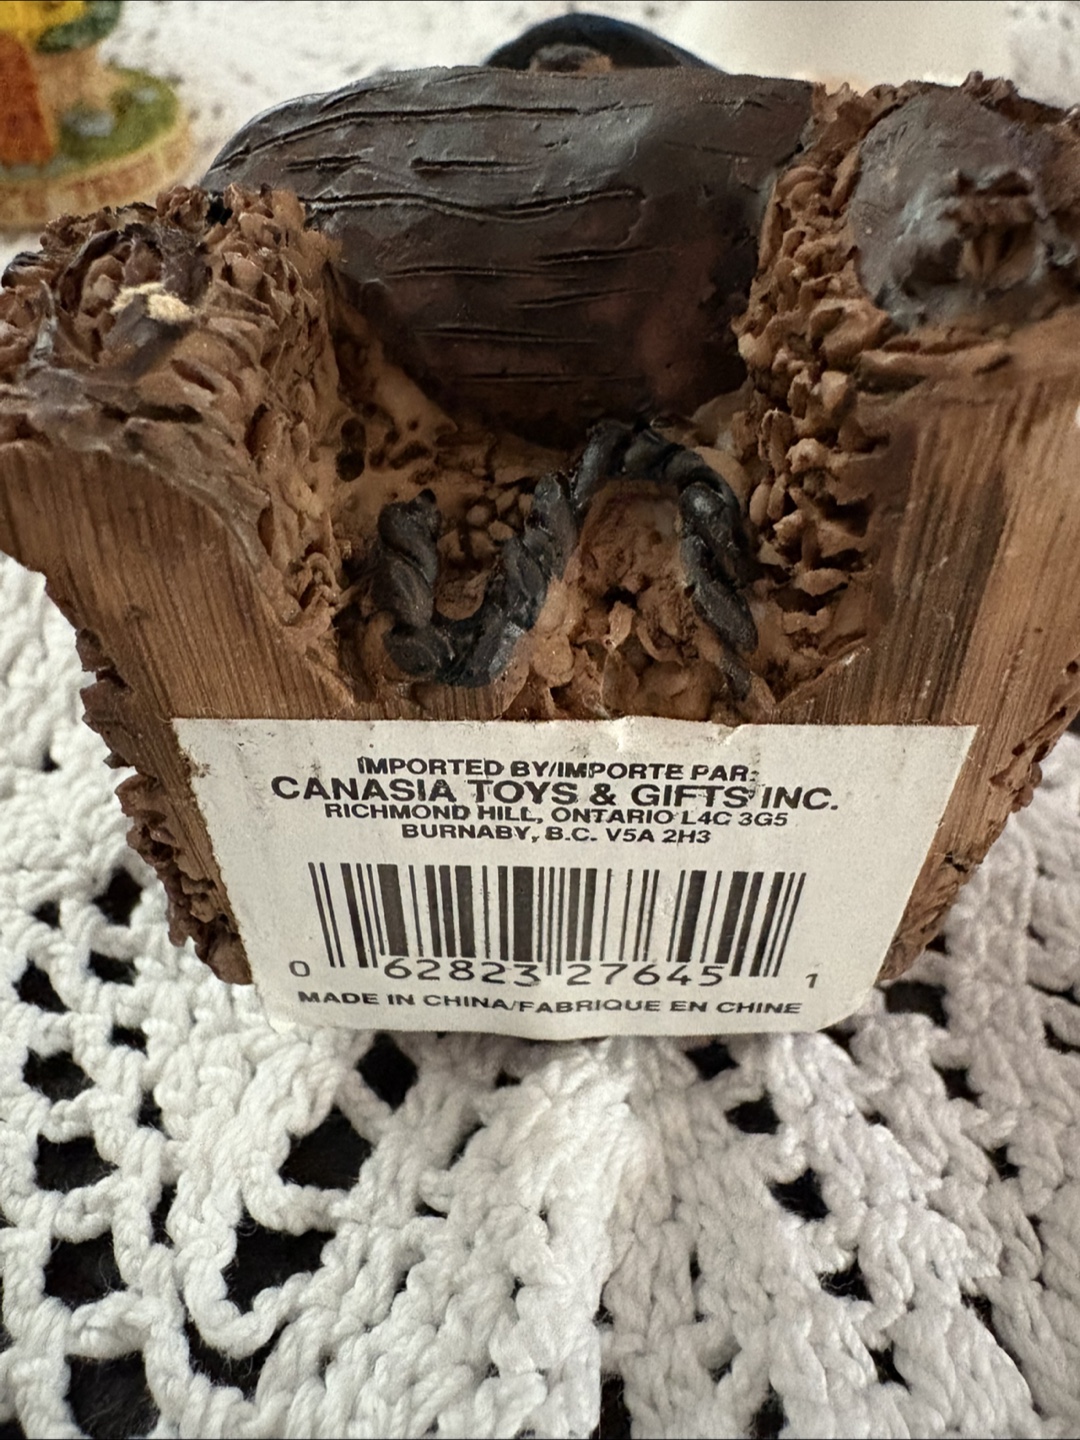 IMPORTED BY/IMPORTE PAR:
CANASIA TOYS & GIFTS INC.
RICHMOND HILL, ONTARIO L4C 3G5
BURNABY, B.C. V5A 2H3
0 62823 27645 1
MADE IN CHINA/FABRIQUE EN CHINE